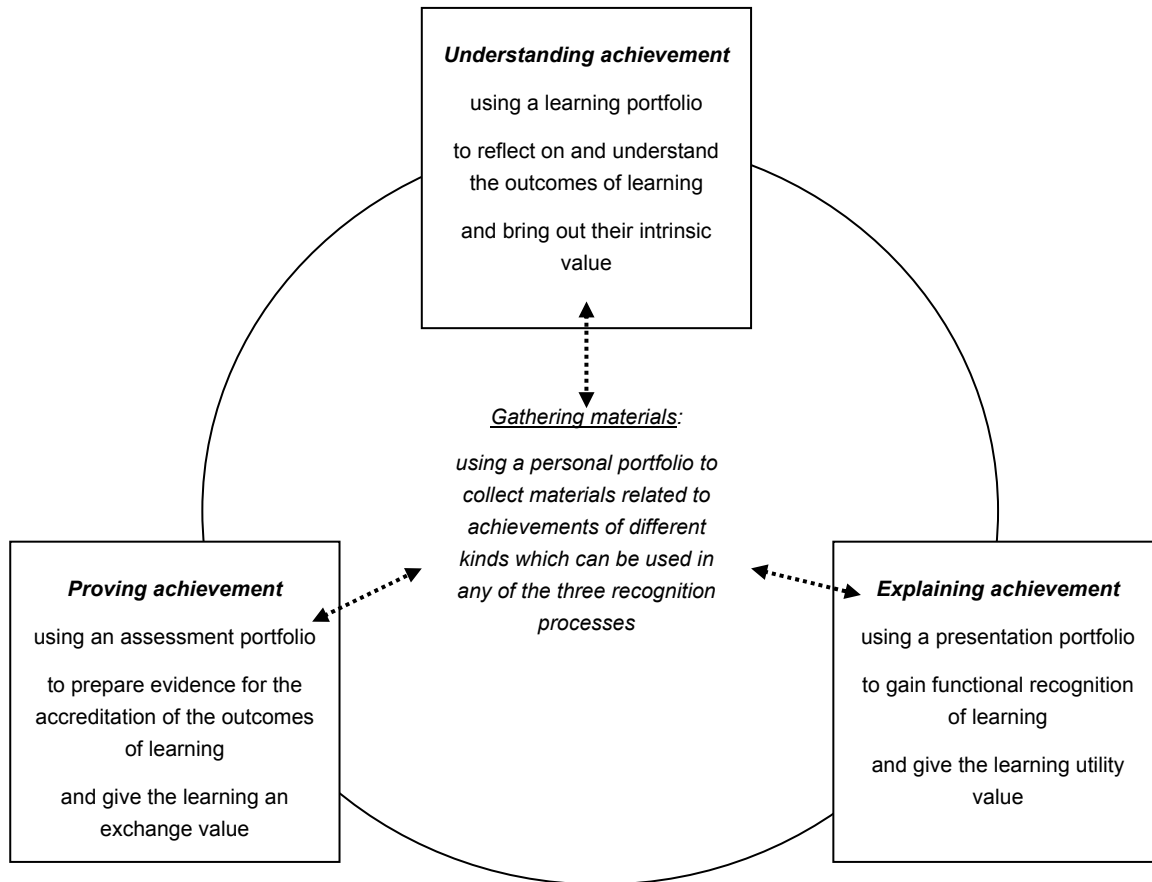 Understanding achievement
using a learning portfolio
to reflect on and understand
the outcomes of learning
and bring out their intrinsic
value
Gathering materials:
using a personal portfolio to
collect materials related to
achievements of different
kinds which can be used in
any of the three recognition
processes
Proving achievement
using an assessment portfolio
to prepare evidence for the
accreditation of the outcomes
of learning
and give the learning an
exchange value
Explaining achievement
using a presentation portfolio
to gain functional recognition
of learning
and give the learning utility
value